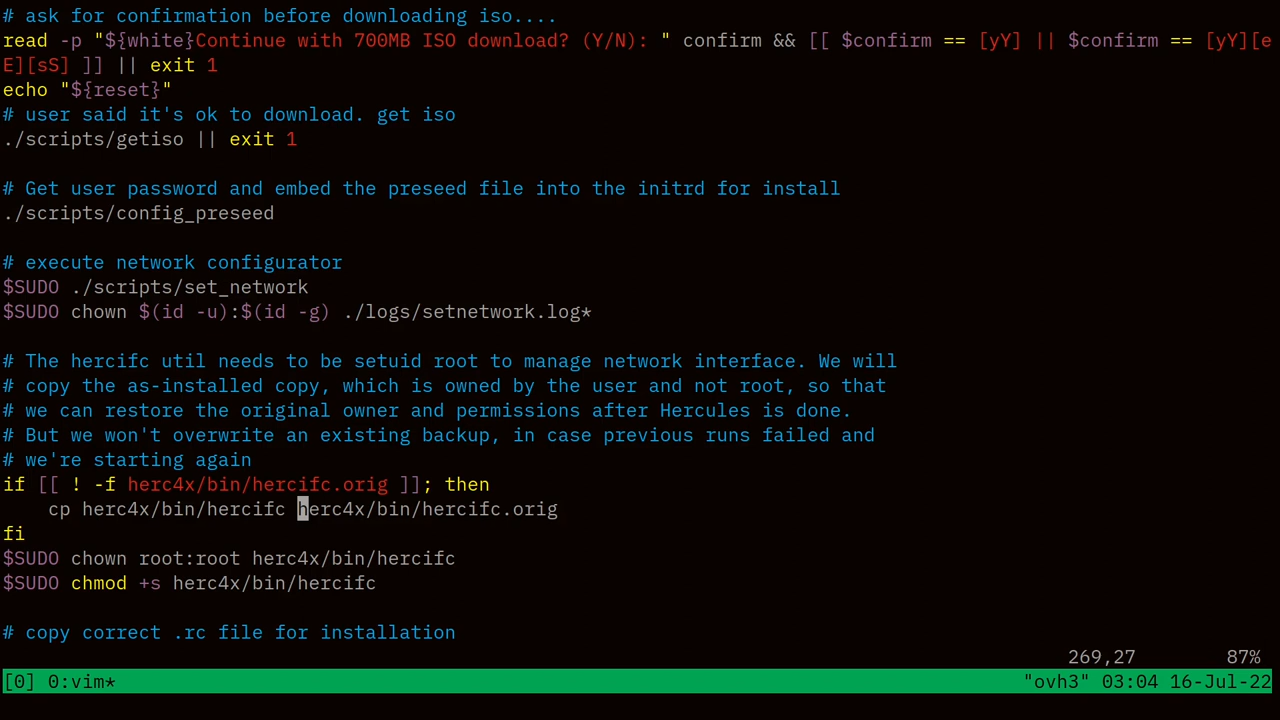 # ask for confirmation before downloading iso....
read -p "${white}Continue with 700MB ISO download? (Y/N): " confirm && [[ $confirm == [yY] || $confirm == [yY][e
E][sS] ]] || exit 1
echo "${reset}"
# user said it's ok to download. get iso
./scripts/getiso || exit 1
# Get user password and embed the preseed file into the initrd for install
./scripts/config_preseed
# execute network configurator
$SUDO ./scripts/set_network
$SUDO chown $(id -u):$(id -g) ./logs/setnetwork.log*
# The hercifc util needs to be setuid root to manage network interface. We will
# copy the as-installed copy, which is owned by the user and not root, so that
# we can restore the original owner and permissions after Hercules is done.
# But we won't overwrite an existing backup, in case previous runs failed and
# we're starting again
if [[ ! -f herc4x/bin/hercifc.orig ]]; then
    cp herc4x/bin/hercifc herc4x/bin/hercifc.orig
fi
$SUDO chown root:root herc4x/bin/hercifc
$SUDO chmod +s herc4x/bin/hercifc
# copy correct .rc file for installation
269,27 87%
[0] 0:vim* "ovh3" 03:04 16-Jul-22